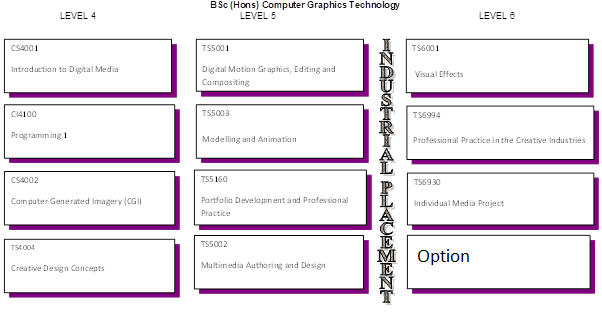 BSc (Hons) Computer Graphics Technology
LEVEL 4
LEVEL 5
LEVEL 6
CS4001
Introduction to Digital Media
CI4100
Programming 1
CS4002
Computer Generated Imagery (CGI)
TS4004
Creative Design Concepts
TS5001
Digital Motion Graphics, Editing and
Compositing
TS5003
Modelling and Animation
TS5160
Portfolio Development and Professional
Practice
TS5002
Multimedia Authoring and Design
INDUSTRIAL PLACEMENT
TS6001
Visual Effects
TS6994
Professional Practice in the Creative Industries
TS6930
Individual Media Project
Option